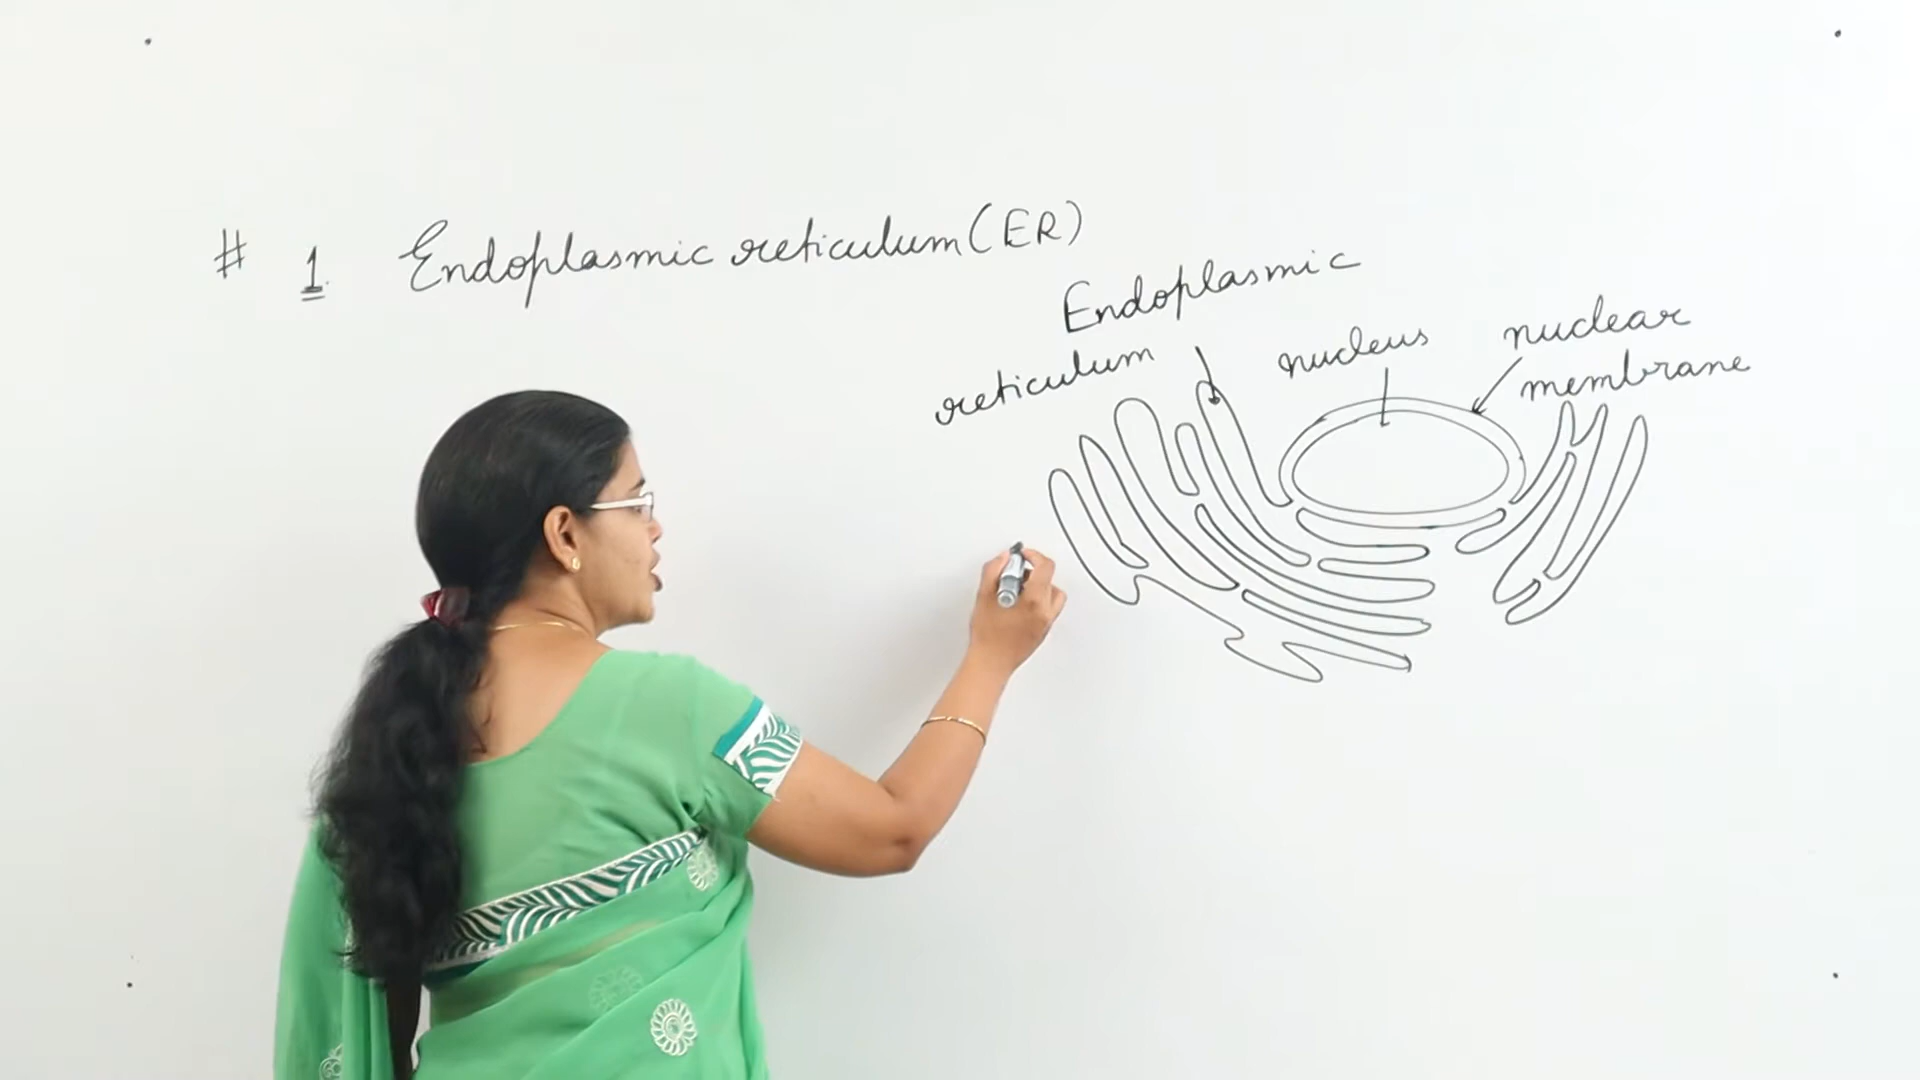 # 1 Endoplasmic reticulum (ER)
Endoplasmic
reticulum
nucleus
nuclear
membrane